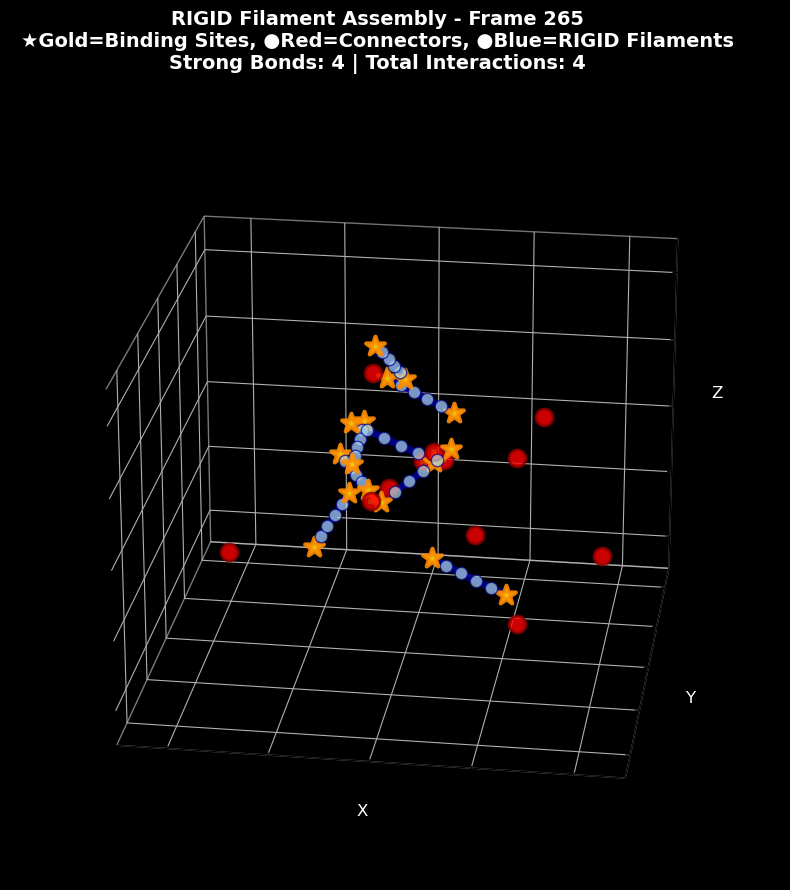 RIGID Filament Assembly - Frame 265
★Gold=Binding Sites, ●Red=Connectors, ●Blue=RIGID Filaments
Strong Bonds: 4 | Total Interactions: 4
Z
Y
X